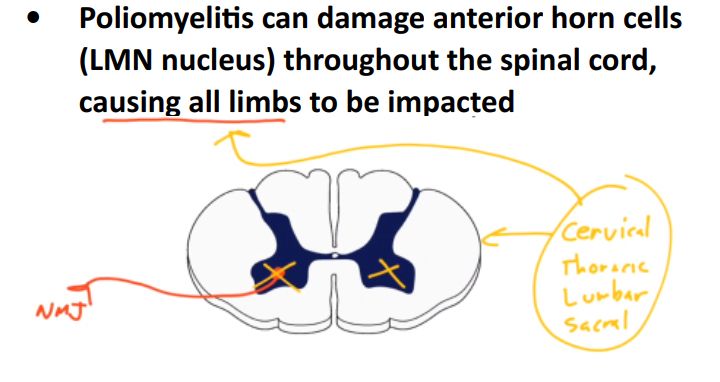 • Poliomyelitis can damage anterior horn cells
(LMN nucleus) throughout the spinal cord,
causing all limbs to be impacted
Cervical
Thoracic
Lumbar
Sacral
NMJ